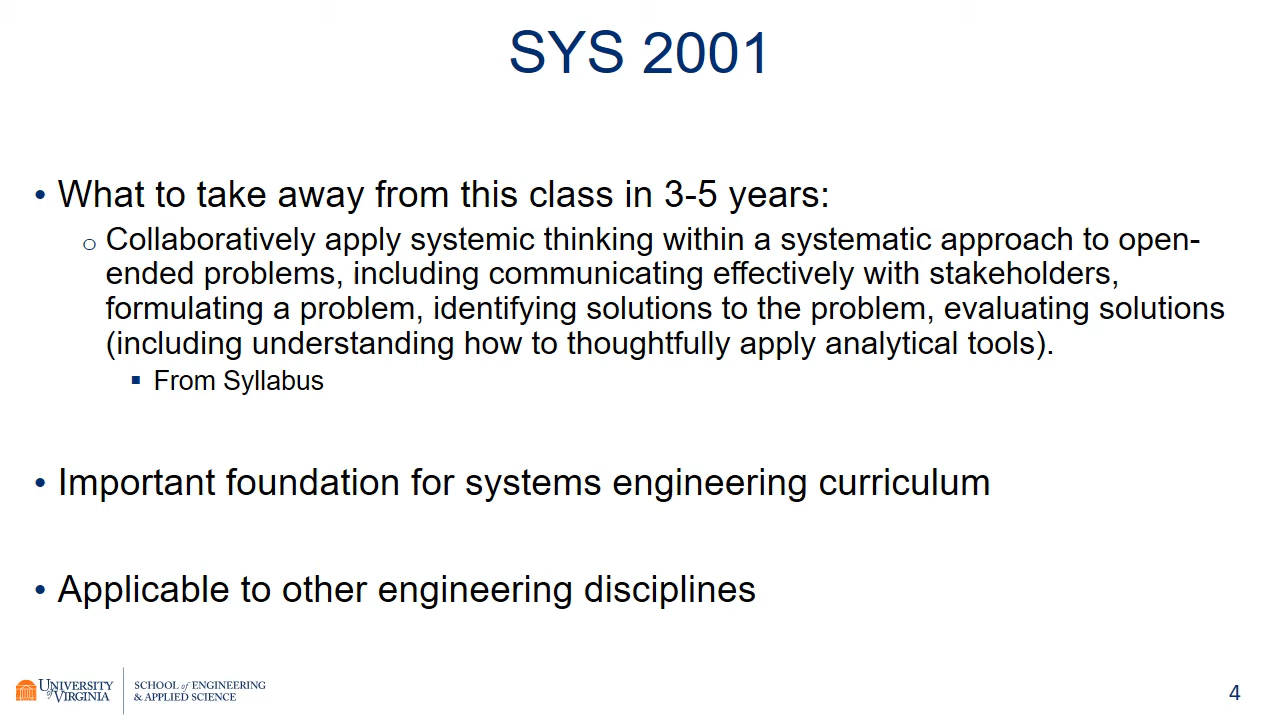 SYS 2001
• What to take away from this class in 3-5 years:
o Collaboratively apply systemic thinking within a systematic approach to open-
ended problems, including communicating effectively with stakeholders,
formulating a problem, identifying solutions to the problem, evaluating solutions
(including understanding how to thoughtfully apply analytical tools).
▪ From Syllabus
• Important foundation for systems engineering curriculum
• Applicable to other engineering disciplines
UNIVERSITY
of VIRGINIA
SCHOOL of ENGINEERING
& APPLIED SCIENCE
4